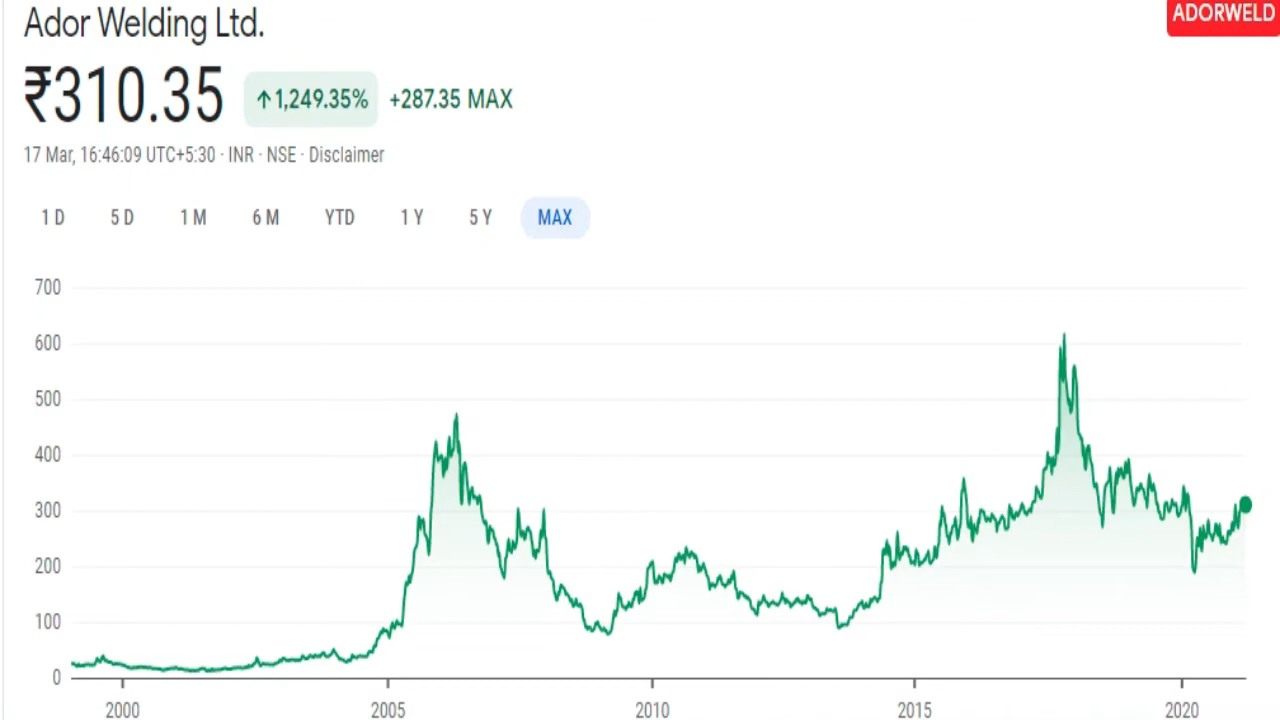 Ador Welding Ltd.
ADORWELD
₹310.35 ↑1,249.35% +287.35 MAX
17 Mar, 16:46:09 UTC+5:30 · INR · NSE · Disclaimer
1 D 5 D 1 M 6 M YTD 1 Y 5 Y MAX
700
600
500
400
300
200
100
0
2000 2005 2010 2015 2020